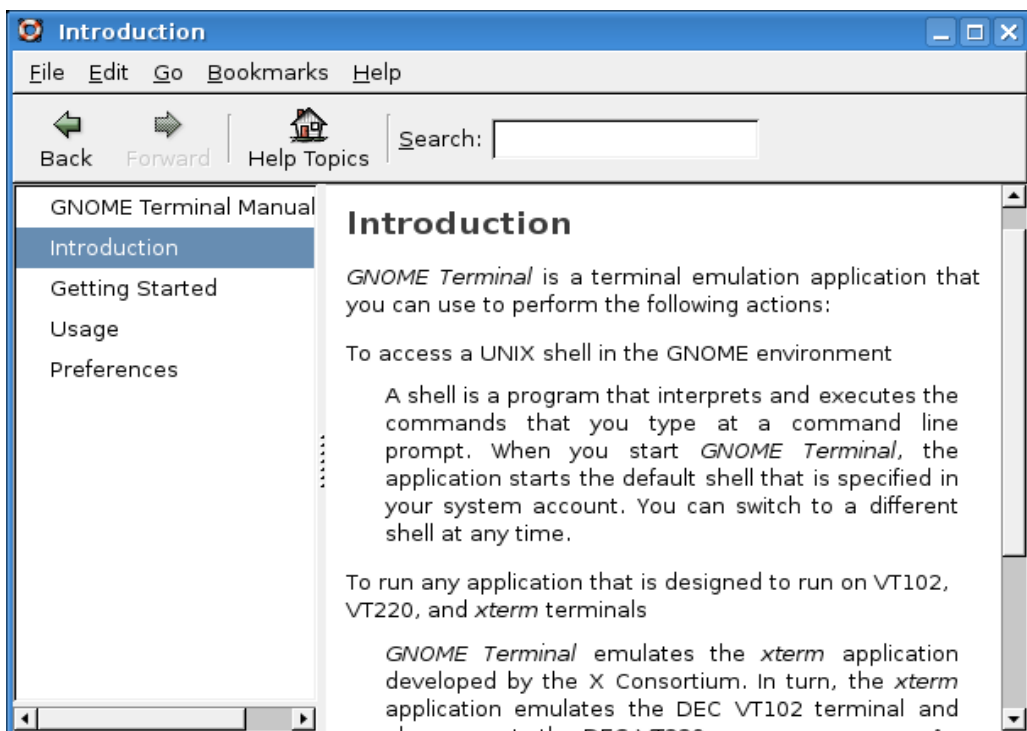 Introduction
File Edit Go Bookmarks Help
Back Forward Help Topics Search:
GNOME Terminal Manual
Introduction
Getting Started
Usage
Preferences
Introduction
GNOME Terminal is a terminal emulation application that
you can use to perform the following actions:
To access a UNIX shell in the GNOME environment
A shell is a program that interprets and executes the
commands that you type at a command line
prompt. When you start GNOME Terminal, the
application starts the default shell that is specified in
your system account. You can switch to a different
shell at any time.
To run any application that is designed to run on VT102,
VT220, and xterm terminals
GNOME Terminal emulates the xterm application
developed by the X Consortium. In turn, the xterm
application emulates the DEC VT102 terminal and